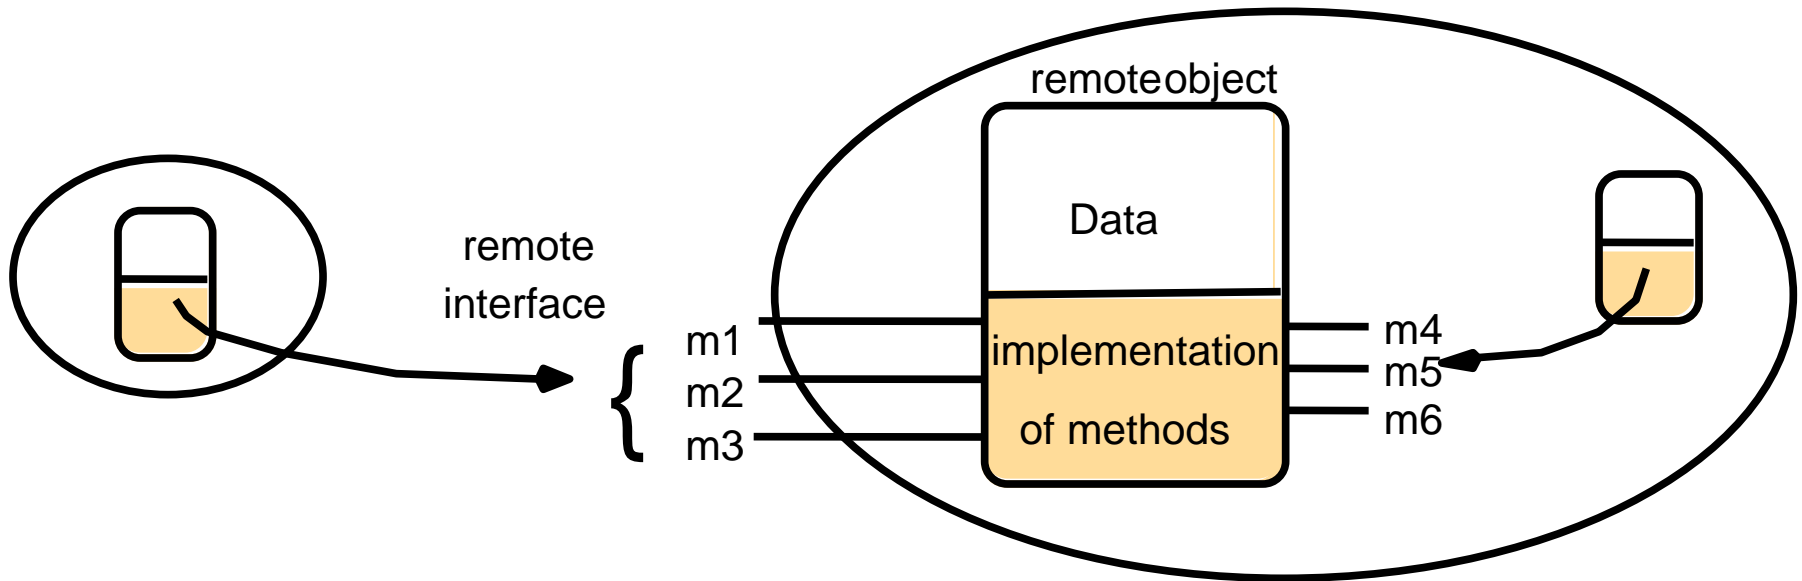 remoteobject
Data
remote
interface
{
m1
m2
m3
implementation
of methods
m4
m5
m6